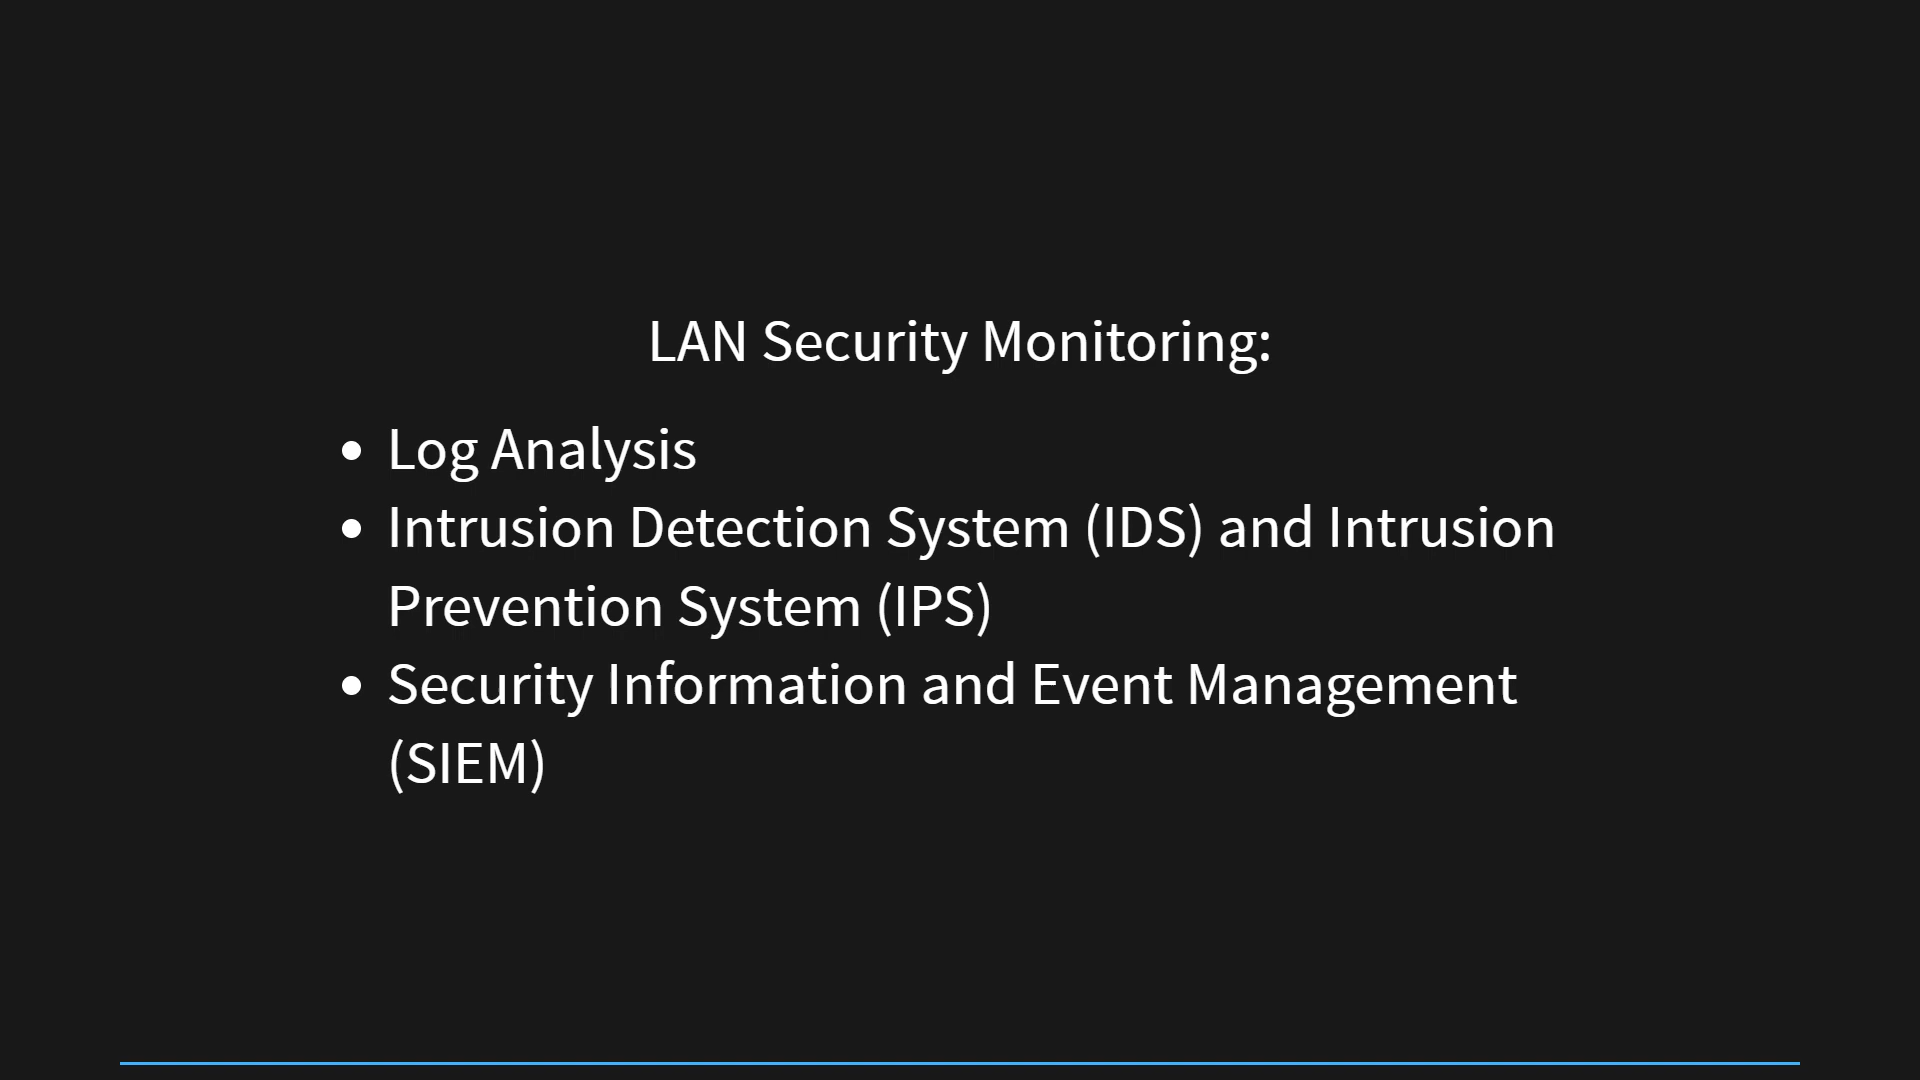 LAN Security Monitoring:
• Log Analysis
• Intrusion Detection System (IDS) and Intrusion
Prevention System (IPS)
• Security Information and Event Management
(SIEM)